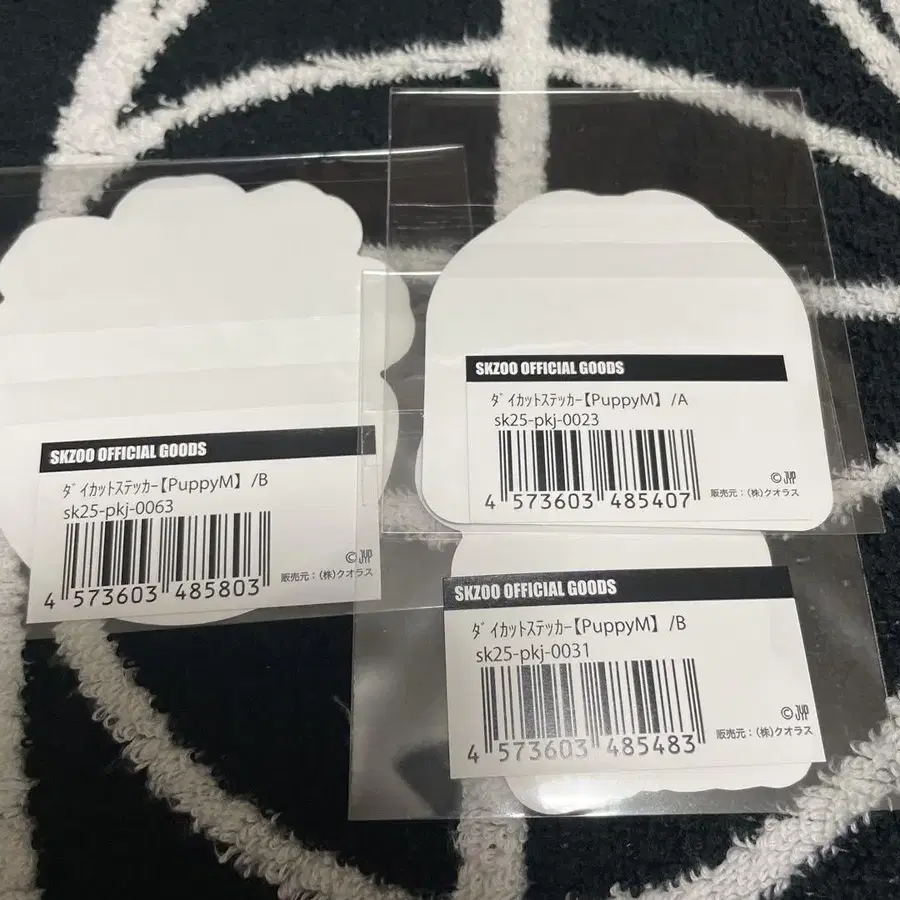 SKZOO OFFICIAL GOODS
ﾀﾞｲｶｯﾄｽﾃｯｶｰ【PuppyM】 /A
sk25-pkj-0023
4 573603 485407
© JYP
販売元：(株)クオラス
SKZOO OFFICIAL GOODS
ﾀﾞｲｶｯﾄｽﾃｯｶｰ【PuppyM】 /B
sk25-pkj-0063
4 573603 485803
© JYP
販売元：(株)クオラス
SKZOO OFFICIAL GOODS
ﾀﾞｲｶｯﾄｽﾃｯｶｰ【PuppyM】 /B
sk25-pkj-0031
4 573603 485483
© JYP
販売元：(株)クオラス